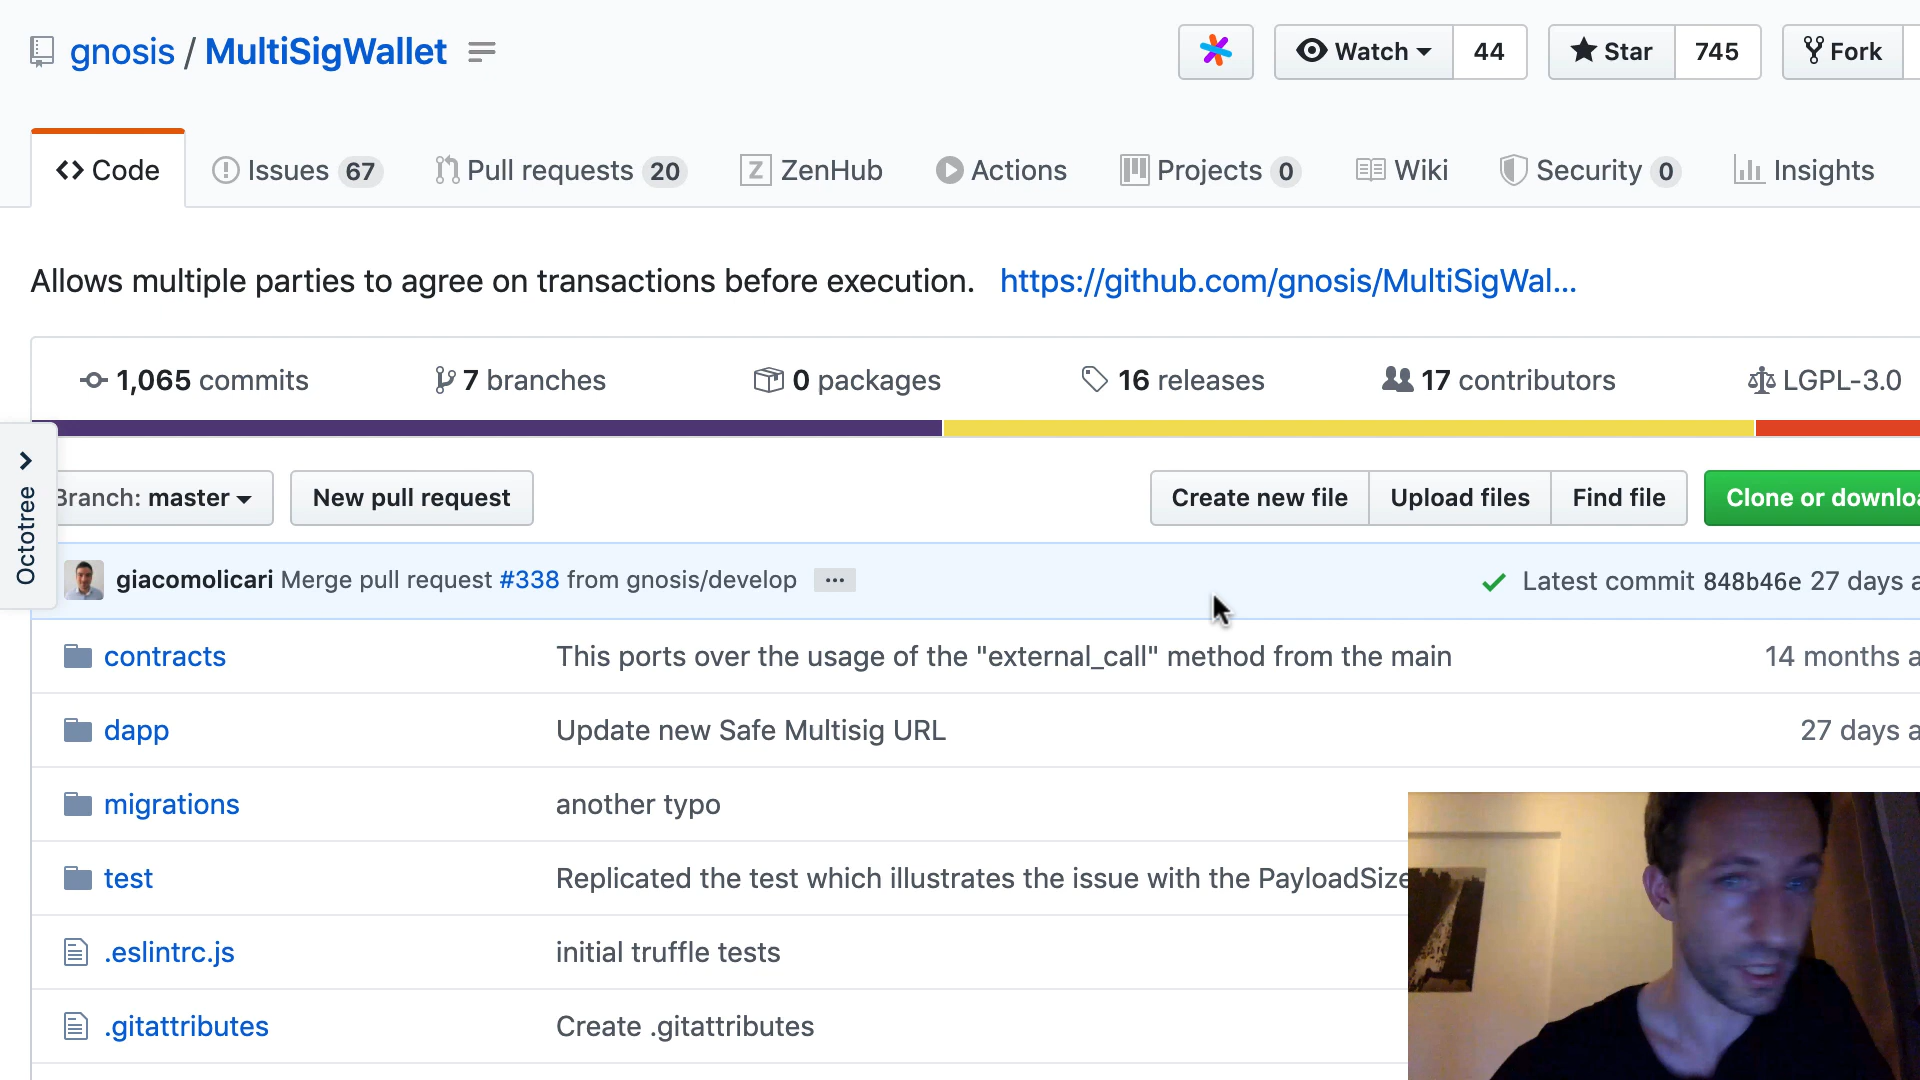 gnosis / MultiSigWallet
Watch 44 Star 745 Fork
Code Issues 67 Pull requests 20 ZenHub Actions Projects 0 Wiki Security 0 Insights
Allows multiple parties to agree on transactions before execution. https://github.com/gnosis/MultiSigWal...
1,065 commits 7 branches 0 packages 16 releases 17 contributors LGPL-3.0
Octotree
Branch: master New pull request Create new file Upload files Find file Clone or downlo
giacomolicari Merge pull request #338 from gnosis/develop ... Latest commit 848b46e 27 days a
contracts This ports over the usage of the "external_call" method from the main 14 months a
dapp Update new Safe Multisig URL 27 days a
migrations another typo
test Replicated the test which illustrates the issue with the PayloadSize
.eslintrc.js initial truffle tests
.gitattributes Create .gitattributes